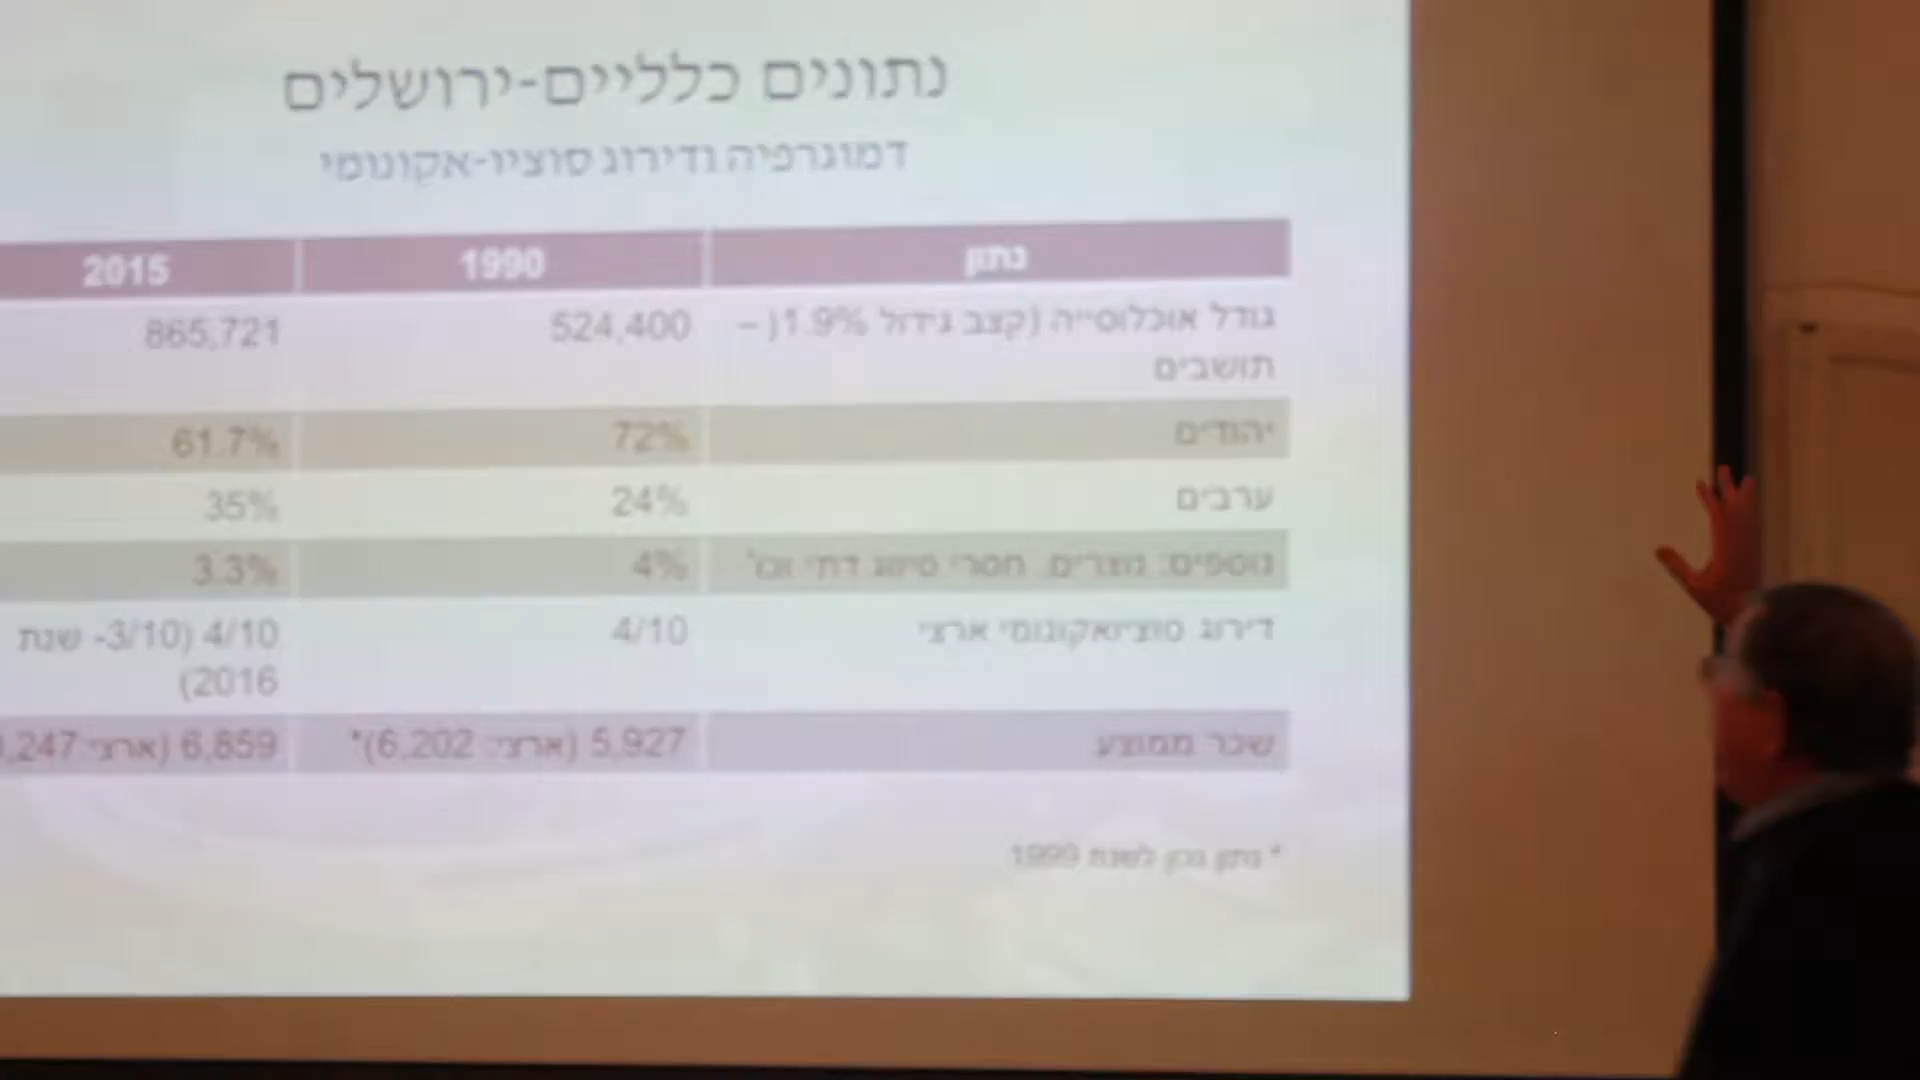 נתונים כלליים-ירושלים
דמוגרפיה ודירוג סוציו-אקונומי
נתון 1990 2015
גודל אוכלוסייה (קצב גידול 1.9%( – 524,400 865,721
תושבים
יהודים 72% 61.7%
ערבים 24% 35%
נוספים: נוצרים, חסרי סיווג דתי וכו' 4% 3.3%
דירוג סוציואקונומי ארצי 4/10 4/10 (3/10- שנת
2016)
שכר ממוצע 5,927 (ארצי: 6,202)* 6,859 (ארצי
* נתון נכון לשנת 1999